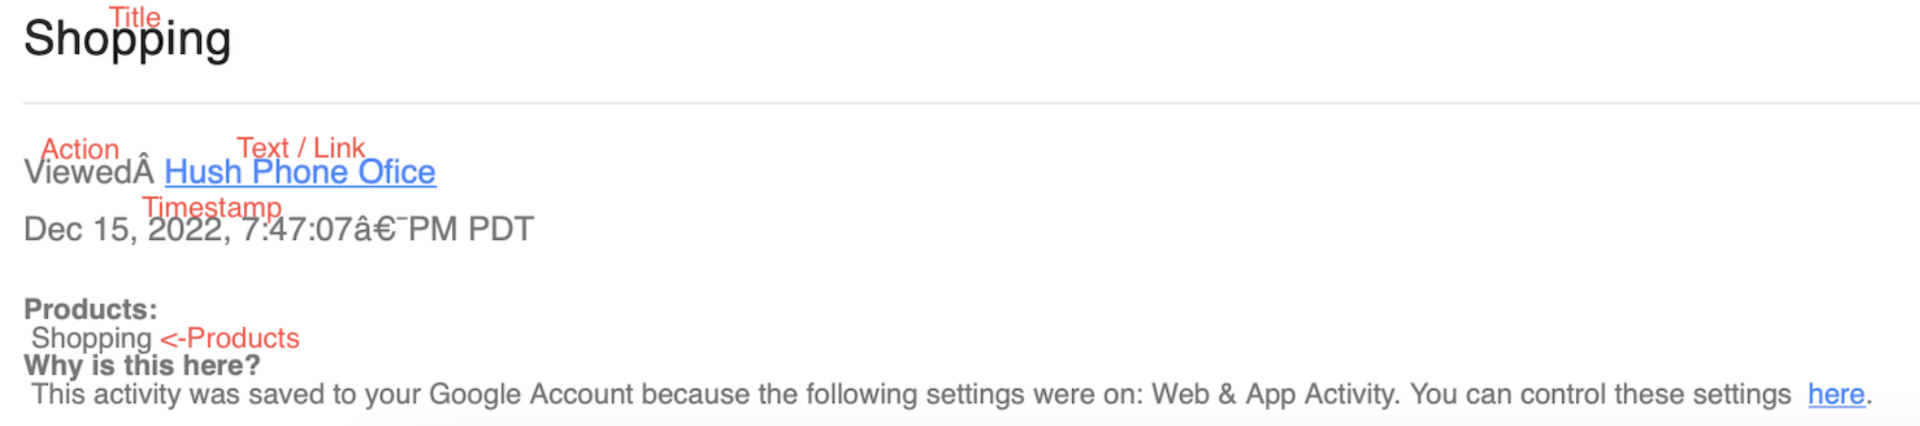 Title
Shopping
Action Text / Link
ViewedÂ Hush Phone Ofice
Timestamp
Dec 15, 2022, 7:47:07â€¯PM PDT
Products:
Shopping <-Products
Why is this here?
This activity was saved to your Google Account because the following settings were on: Web & App Activity. You can control these settings here.